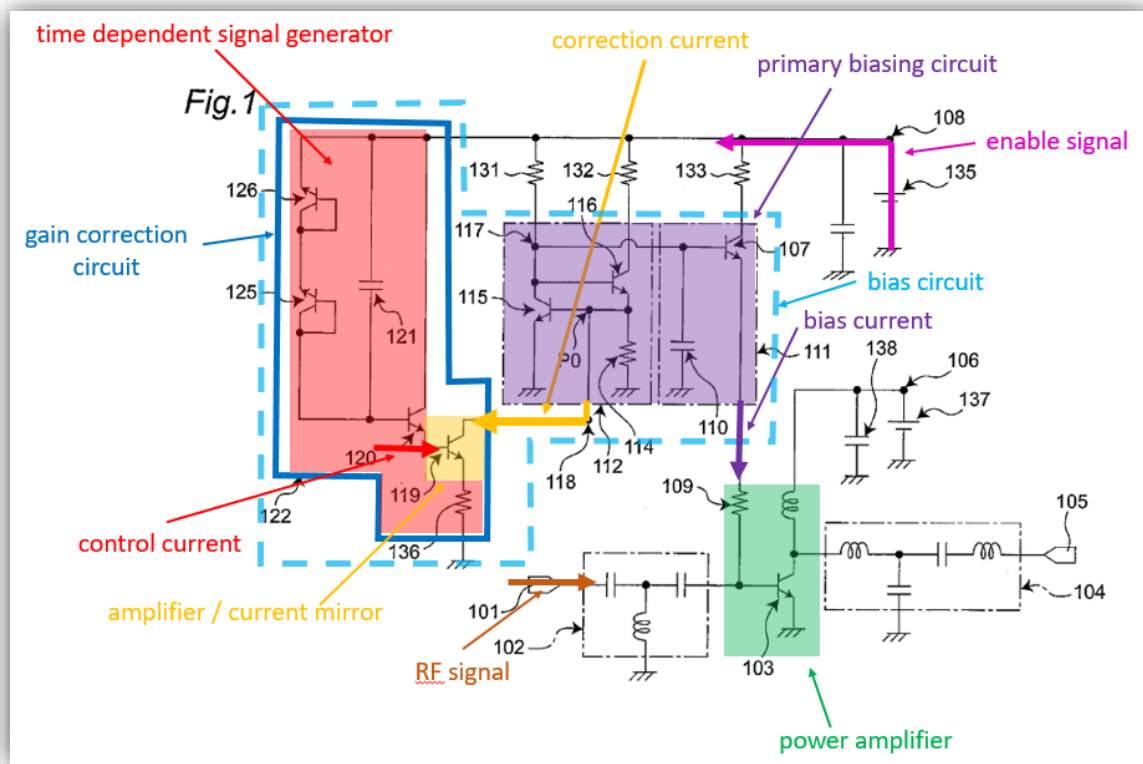 time dependent signal generator
correction current
primary biasing circuit
Fig.1
108
enable signal
131
132
133
135
126
116
117
107
gain correction
circuit
125
115
bias circuit
121
P0
bias current
111
138
106
110
137
114
120
118
112
119
109
122
105
control current
136
101
104
amplifier / current mirror
102
103
RF signal
power amplifier